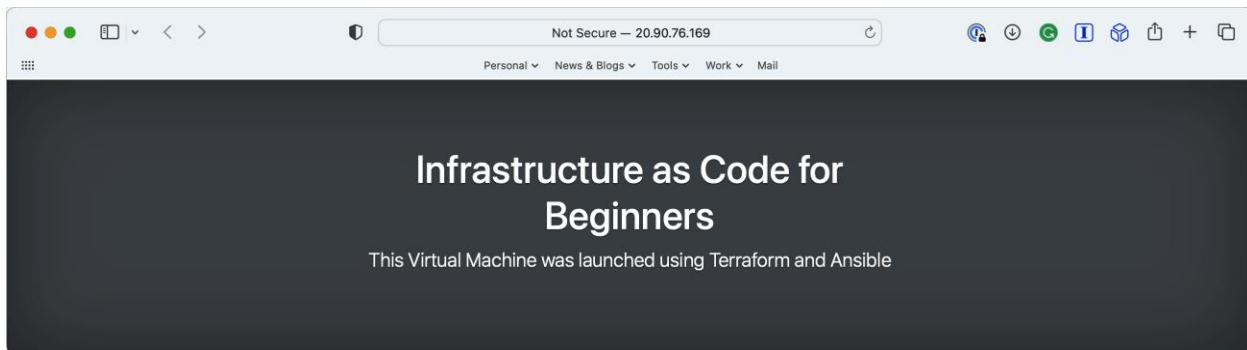 Not Secure — 20.90.76.169
Personal News & Blogs Tools Work Mail
Infrastructure as Code for
Beginners
This Virtual Machine was launched using Terraform and Ansible